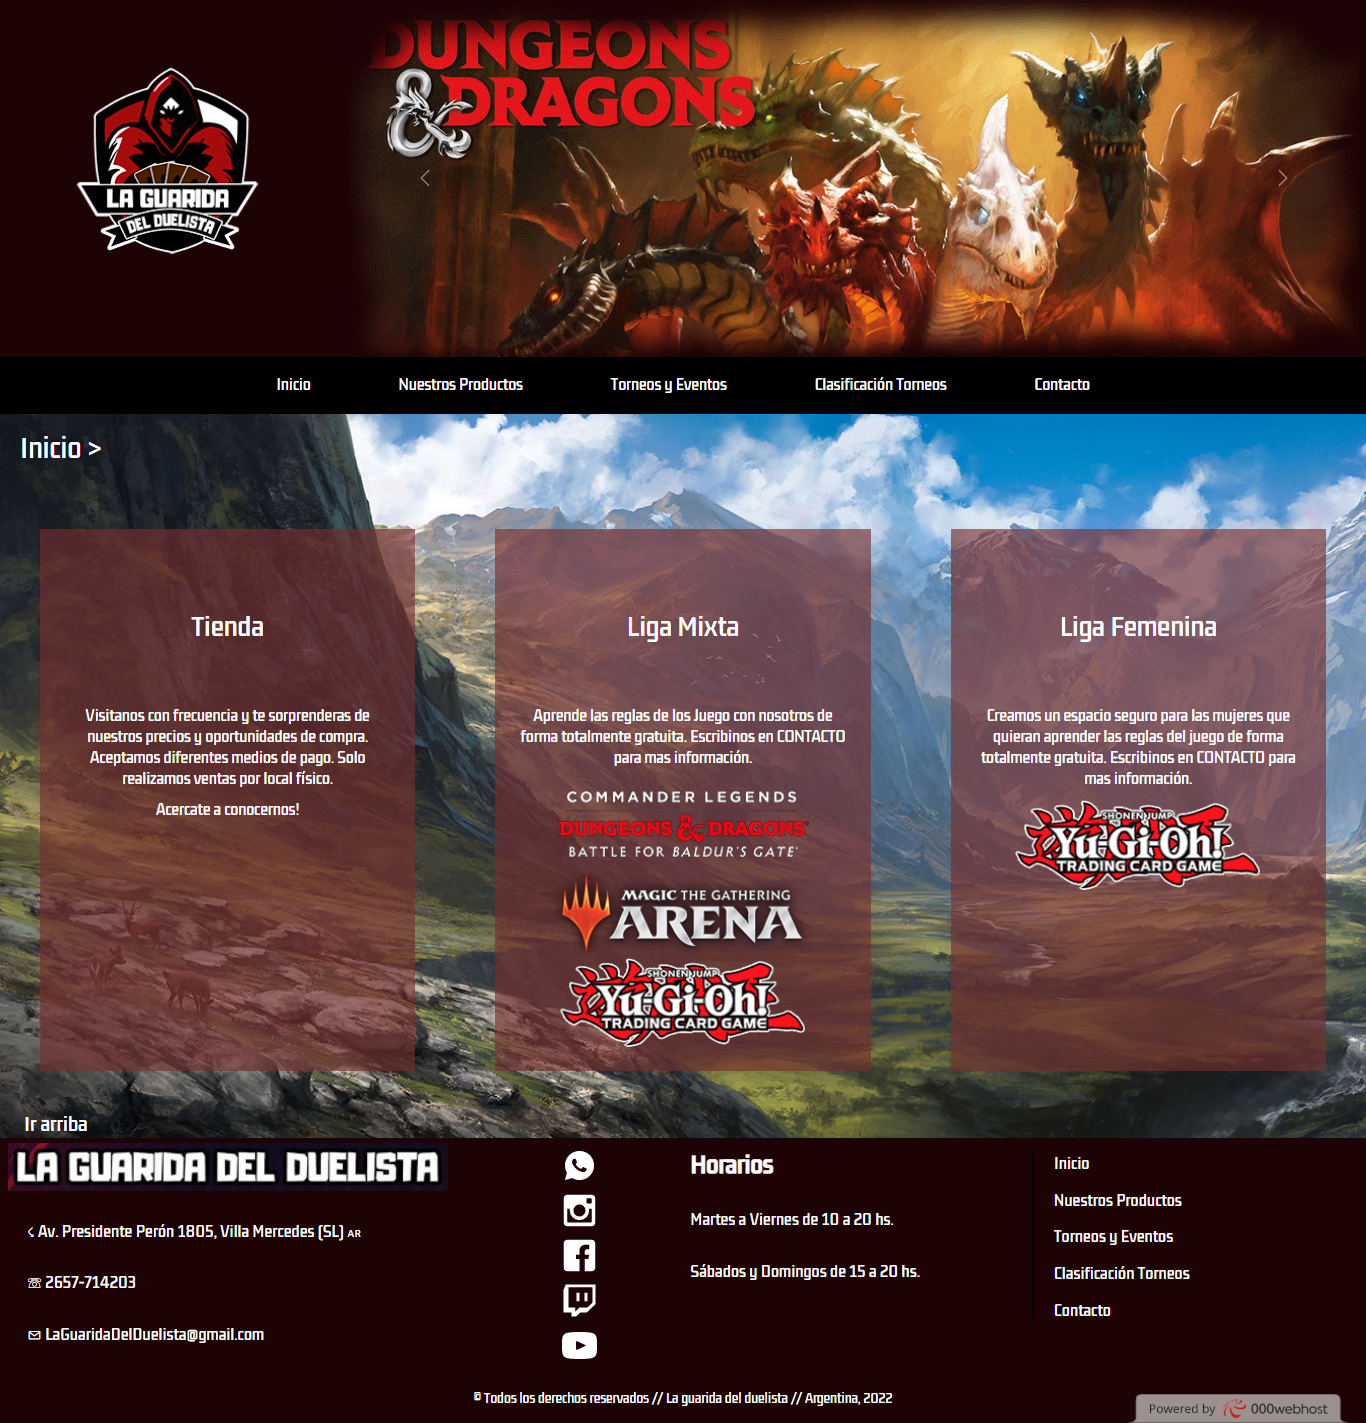 DUNGEONS
& DRAGONS
LA GUARIDA
DEL DUELISTA
Inicio
Nuestros Productos
Torneos y Eventos
Clasificación Torneos
Contacto
Inicio >
Tienda
Visitanos con frecuencia y te sorprenderas de
nuestros precios y oportunidades de compra.
Aceptamos diferentes medios de pago. Solo
realizamos ventas por local físico.
Acercate a conocernos!
Liga Mixta
Aprende las reglas de los Juego con nosotros de
forma totalmente gratuita. Escribinos en CONTACTO
para mas información.
COMMANDER LEGENDS
DUNGEONS & DRAGONS
BATTLE FOR BALDUR'S GATE
MAGIC THE GATHERING
ARENA
SHONEN JUMP
Yu-Gi-Oh!
TRADING CARD GAME
Liga Femenina
Creamos un espacio seguro para las mujeres que
quieran aprender las reglas del juego de forma
totalmente gratuita. Escribinos en CONTACTO para
mas información.
SHONEN JUMP
Yu-Gi-Oh!
TRADING CARD GAME
Ir arriba
LA GUARIDA DEL DUELISTA
Av. Presidente Perón 1805, Villa Mercedes (SL) AR
☏ 2657-714203
✉ LaGuaridaDelDuelista@gmail.com
Horarios
Martes a Viernes de 10 a 20 hs.
Sábados y Domingos de 15 a 20 hs.
Inicio
Nuestros Productos
Torneos y Eventos
Clasificación Torneos
Contacto
© Todos los derechos reservados // La guarida del duelista // Argentina, 2022
Powered by 000webhost